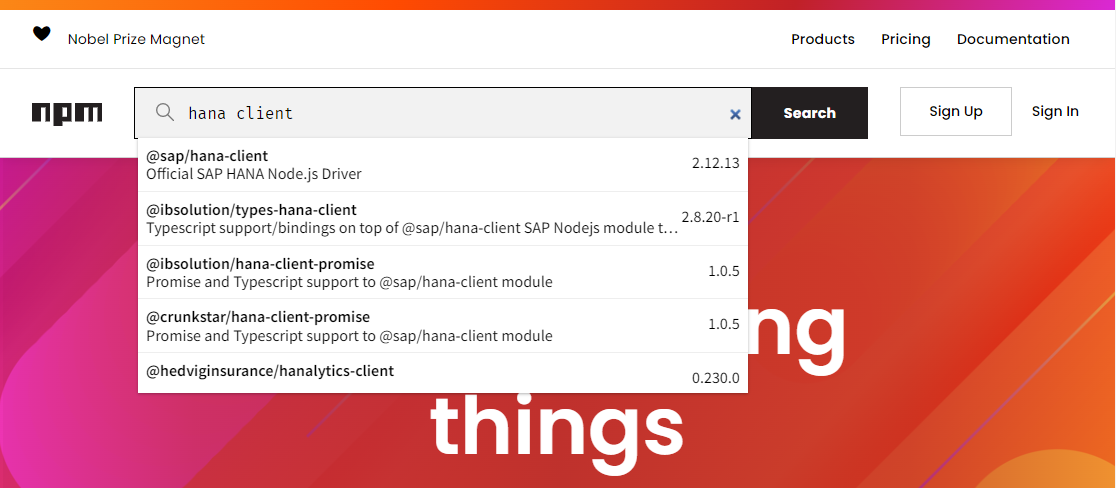 Nobel Prize Magnet
Products Pricing Documentation
npm
hana client
Search
Sign Up
Sign In
@sap/hana-client
Official SAP HANA Node.js Driver
2.12.13
@ibsolution/types-hana-client
Typescript support/bindings on top of @sap/hana-client SAP Nodejs module t…
2.8.20-r1
@ibsolution/hana-client-promise
Promise and Typescript support to @sap/hana-client module
1.0.5
@crunkstar/hana-client-promise
Promise and Typescript support to @sap/hana-client module
1.0.5
@hedviginsurance/hanalytics-client
0.230.0
ng
things